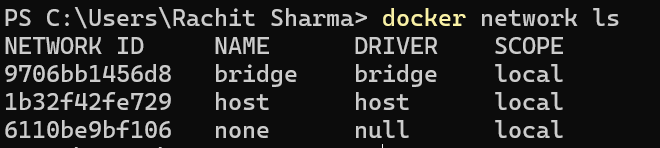 PS C:\Users\Rachit Sharma> docker network ls
NETWORK ID     NAME      DRIVER    SCOPE
9706bb1456d8   bridge    bridge    local
1b32f42fe729   host      host      local
6110be9bf106   none      null      local